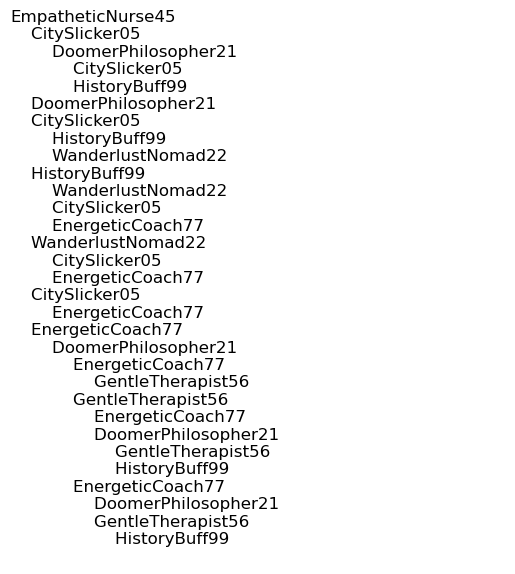 EmpatheticNurse45
    CitySlicker05
        DoomerPhilosopher21
            CitySlicker05
            HistoryBuff99
    DoomerPhilosopher21
    CitySlicker05
        HistoryBuff99
        WanderlustNomad22
    HistoryBuff99
        WanderlustNomad22
        CitySlicker05
        EnergeticCoach77
    WanderlustNomad22
        CitySlicker05
        EnergeticCoach77
    CitySlicker05
        EnergeticCoach77
    EnergeticCoach77
        DoomerPhilosopher21
            EnergeticCoach77
                GentleTherapist56
            GentleTherapist56
                EnergeticCoach77
                DoomerPhilosopher21
                    GentleTherapist56
                    HistoryBuff99
            EnergeticCoach77
                DoomerPhilosopher21
                GentleTherapist56
                    HistoryBuff99